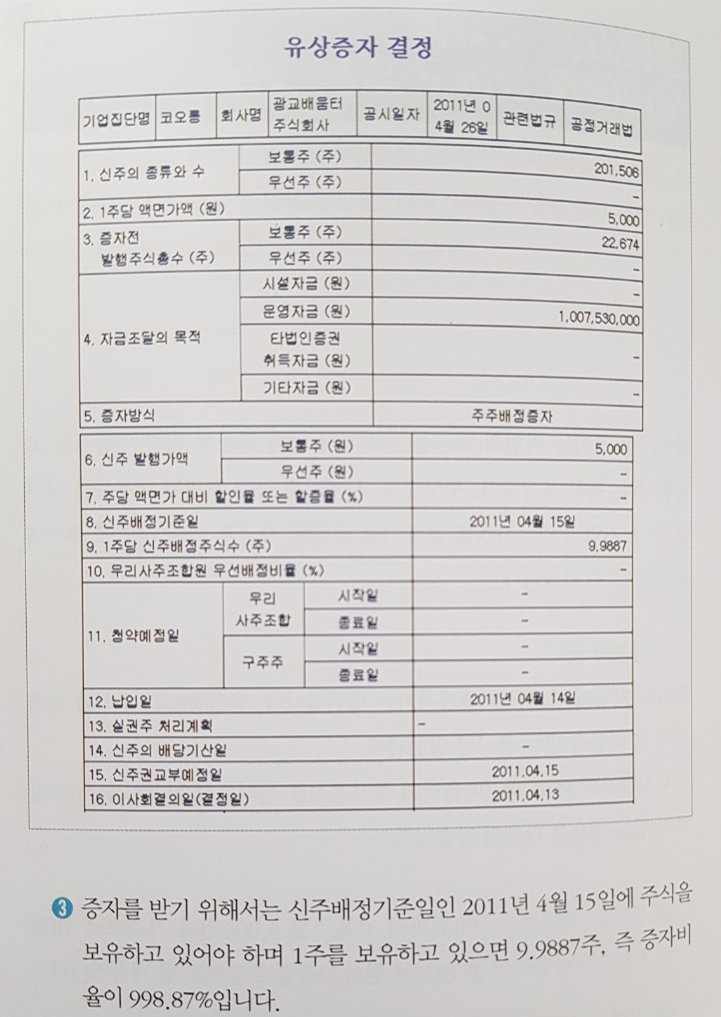 유상증자 결정
기업집단명 코오롱 회사명 광교배움터 주식회사 공시일자 2011년 04월 26일 관련법규 공정거래법
1. 신주의 종류와 수 보통주 (주) 201,506
우선주 (주) -
2. 1주당 액면가액 (원) 5,000
3. 증자전 발행주식총수 (주) 보통주 (주) 22,674
우선주 (주) -
4. 자금조달의 목적 시설자금 (원) -
운영자금 (원) 1,007,530,000
타법인증권 취득자금 (원) -
기타자금 (원) -
5. 증자방식 주주배정증자
6. 신주 발행가액 보통주 (원) 5,000
우선주 (원) -
7. 주당 액면가 대비 할인율 또는 할증율 (%) -
8. 신주배정기준일 2011년 04월 15일
9. 1주당 신주배정주식수 (주) 9.9887
10. 우리사주조합원 우선배정비율 (%) -
11. 청약예정일 우리사주조합 시작일 -
종료일 -
구주주 시작일 -
종료일 -
12. 납입일 2011년 04월 14일
13. 실권주 처리계획 -
14. 신주의 배당기산일 -
15. 신주권교부예정일 2011.04.15
16. 이사회결의일(결정일) 2011.04.13
3 증자를 받기 위해서는 신주배정기준일인 2011년 4월 15일에 주식을
보유하고 있어야 하며 1주를 보유하고 있으면 9.9887주, 즉 증자비
율이 998.87%입니다.